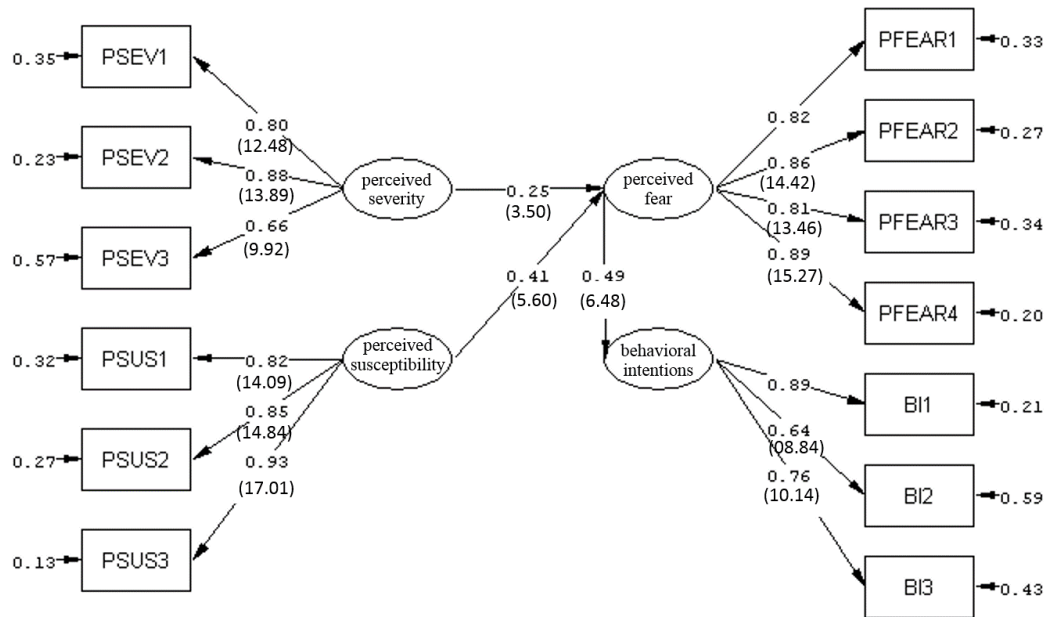 PFEAR1
0.33
0.35
PSEV1
0.80
(12.48)
0.82
PFEAR2
0.27
0.23
PSEV2
0.88
(13.89)
perceived
severity
0.25
(3.50)
perceived
fear
0.86
(14.42)
0.81
(13.46)
PFEAR3
0.34
0.66
(9.92)
0.57
PSEV3
0.89
(15.27)
0.41
(5.60)
0.49
(6.48)
PFEAR4
0.20
0.32
PSUS1
0.82
(14.09)
perceived
susceptibility
behavioral
intentions
0.89
BI1
0.21
0.85
(14.84)
0.64
(08.84)
0.27
PSUS2
0.93
(17.01)
0.76
(10.14)
BI2
0.59
0.13
PSUS3
BI3
0.43